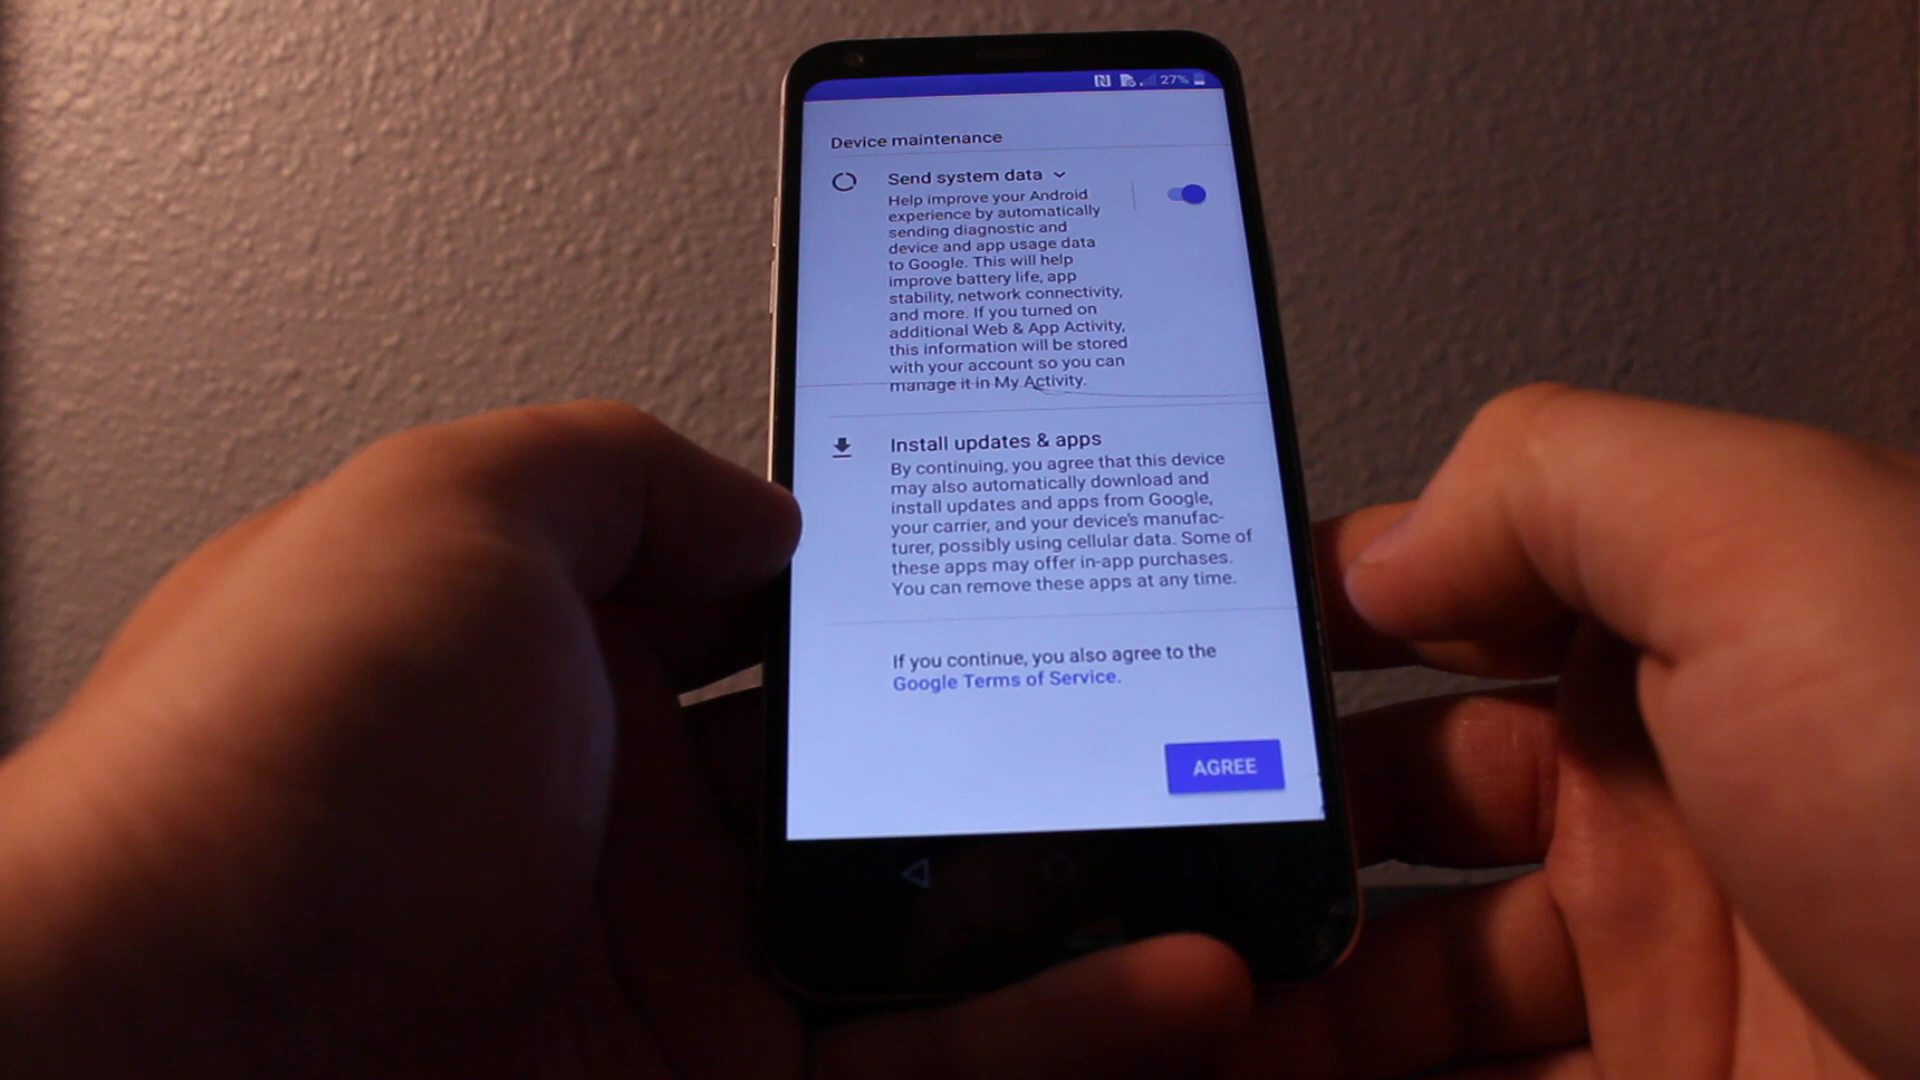 27%
Device maintenance
Send system data
Help improve your Android
experience by automatically
sending diagnostic and
device and app usage data
to Google. This will help
improve battery life, app
stability, network connectivity,
and more. If you turned on
additional Web & App Activity,
this information will be stored
with your account so you can
manage it in My Activity.
Install updates & apps
By continuing, you agree that this device
may also automatically download and
install updates and apps from Google,
your carrier, and your device's manufac-
turer, possibly using cellular data. Some of
these apps may offer in-app purchases.
You can remove these apps at any time.
If you continue, you also agree to the
Google Terms of Service.
AGREE